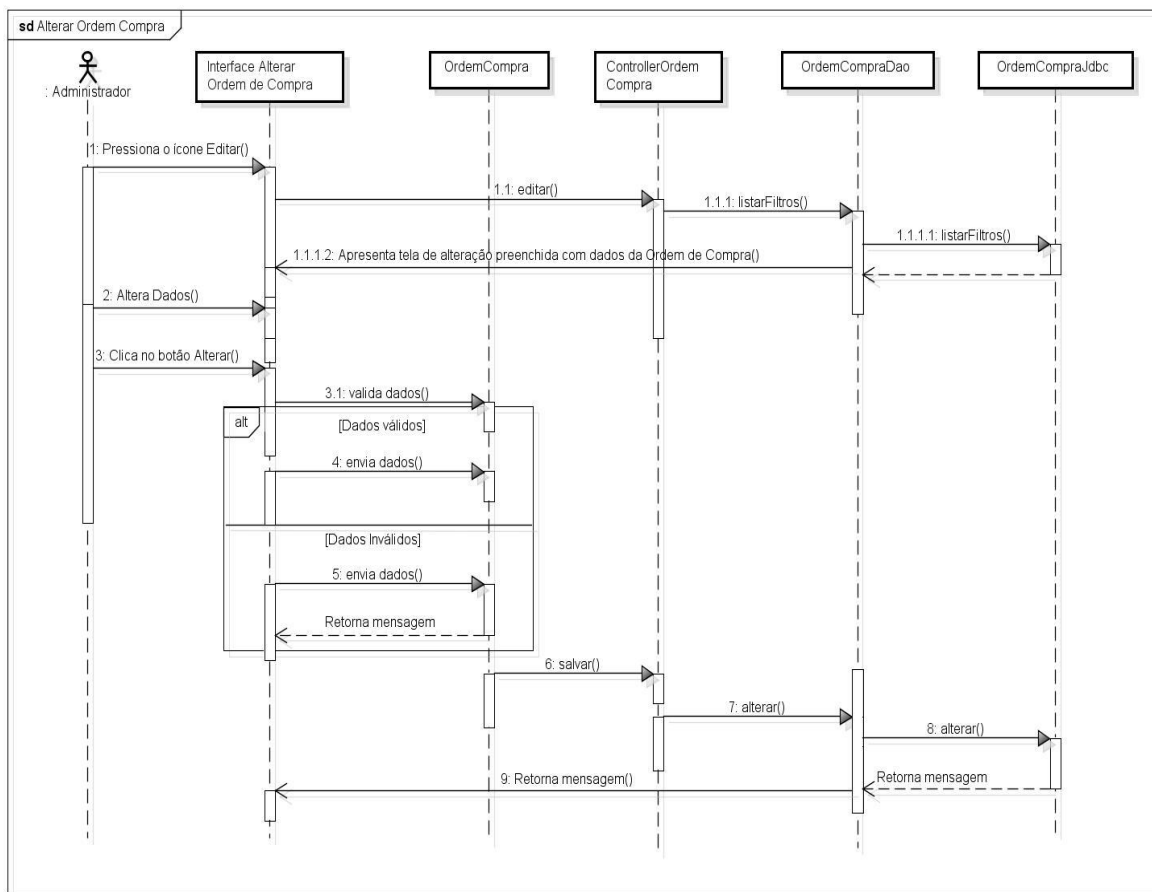 sd Alterar Ordem Compra
: Administrador
Interface Alterar
Ordem de Compra
OrdemCompra
ControllerOrdem
Compra
OrdemCompraDao
OrdemCompraJdbc
1: Pressiona o ícone Editar()
1.1: editar()
1.1.1: listarFiltros()
1.1.1.1: listarFiltros()
1.1.1.2: Apresenta tela de alteração preenchida com dados da Ordem de Compra()
2: Altera Dados()
3: Clica no botão Alterar()
3.1: valida dados()
alt
[Dados válidos]
4: envia dados()
[Dados Inválidos]
5: envia dados()
Retorna mensagem
6: salvar()
7: alterar()
8: alterar()
9: Retorna mensagem()
Retorna mensagem